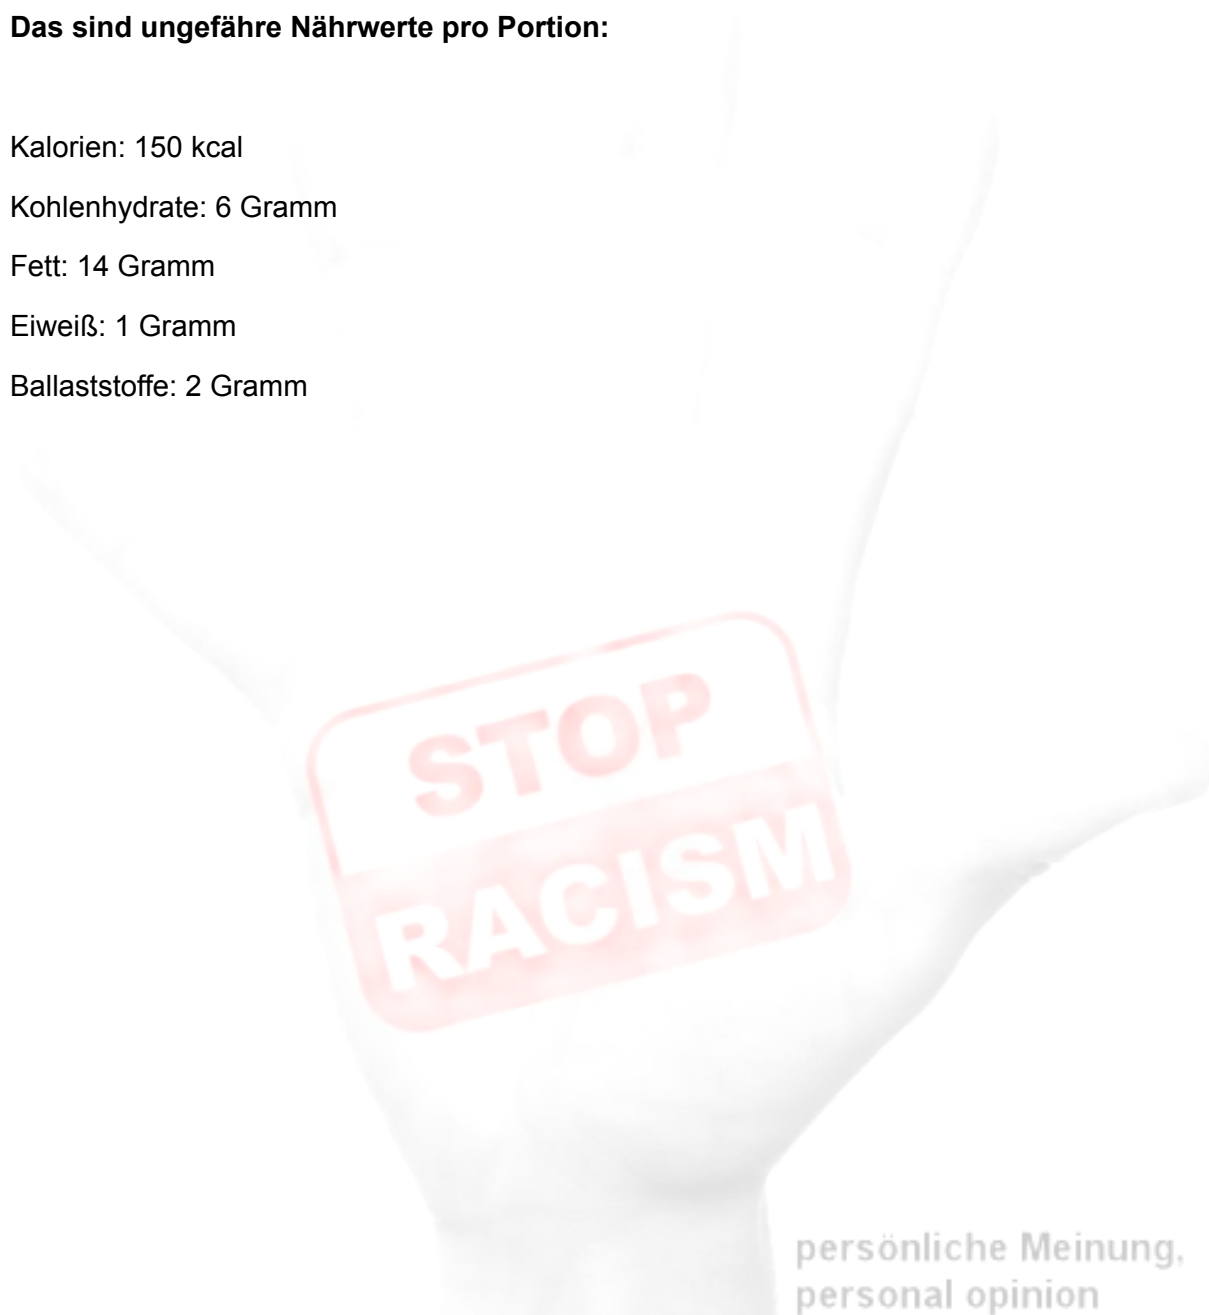 Das sind ungefähre Nährwerte pro Portion:
Kalorien: 150 kcal
Kohlenhydrate: 6 Gramm
Fett: 14 Gramm
Eiweiß: 1 Gramm
Ballaststoffe: 2 Gramm
STOP
RACISM
persönliche Meinung,
personal opinion